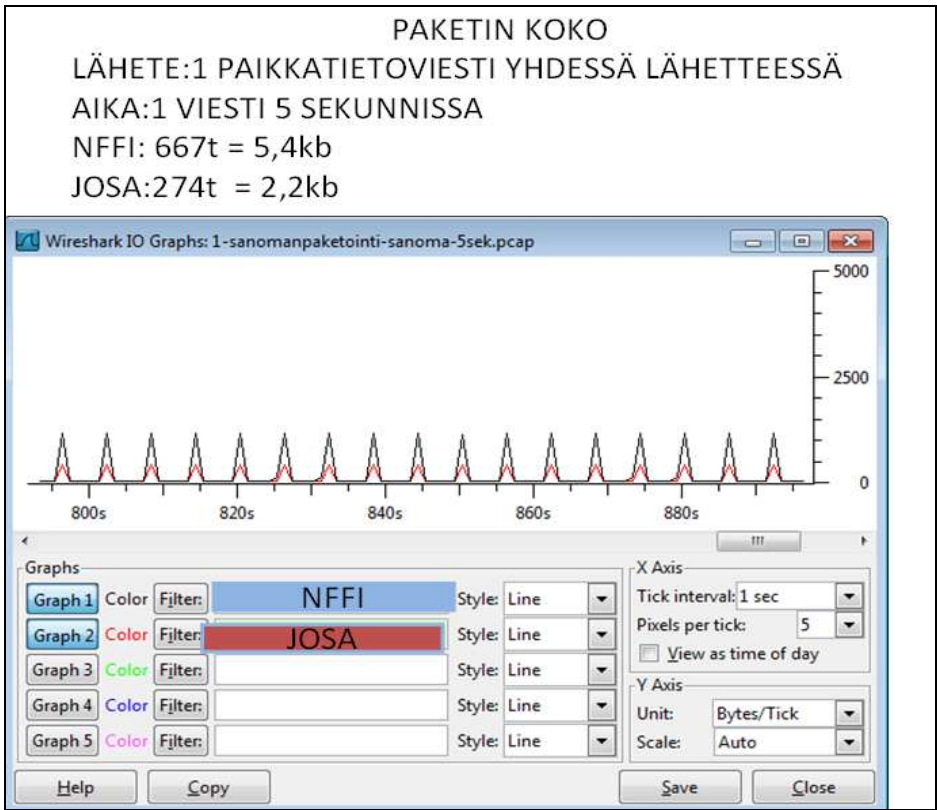 PAKETIN KOKO
LÄHETE:1 PAIKKATIETOVIESTI YHDESSÄ LÄHETTEESSÄ
AIKA:1 VIESTI 5 SEKUNNISSA
NFFI: 667t = 5,4kb
JOSA:274t = 2,2kb
Wireshark IO Graphs: 1-sanomanpaketointi-sanoma-5sek.pcap
5000
2500
0
800s 820s 840s 860s 880s
Graphs
Graph 1 Color Filter: NFFI Style: Line
Graph 2 Color Filter: JOSA Style: Line
Graph 3 Color Filter: Style: Line
Graph 4 Color Filter: Style: Line
Graph 5 Color Filter: Style: Line
X Axis
Tick interval: 1 sec
Pixels per tick: 5
View as time of day
Y Axis
Unit: Bytes/Tick
Scale: Auto
Help Copy Save Close